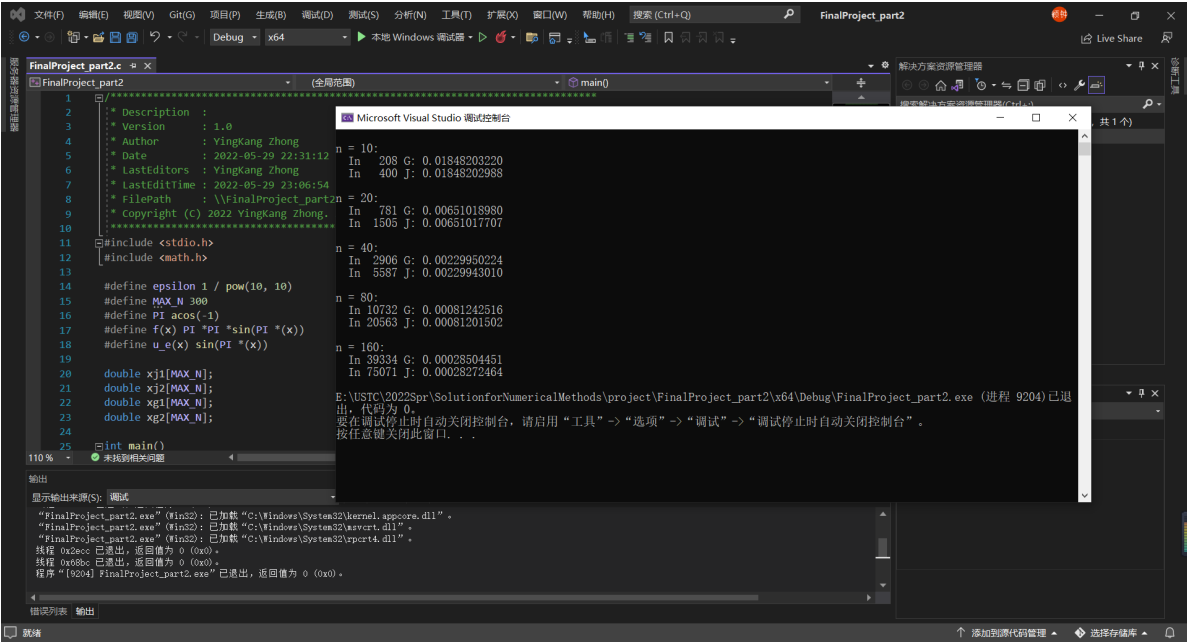 文件(F) 编辑(E) 视图(V) Git(G) 项目(P) 生成(B) 调试(D) 测试(S) 分析(N) 工具(T) 扩展(X) 窗口(W) 帮助(H) 搜索 (Ctrl+Q) FinalProject_part2
Debug x64 本地 Windows 调试器 Live Share
FinalProject_part2.c 解决方案资源管理器
FinalProject_part2 (全局范围) main()
搜索解决方案资源管理器(Ctrl+;)
, 共 1 个)
1 /*****************************************************************************
2 * Description :
3 * Version : 1.0
4 * Author : YingKang Zhong
5 * Date : 2022-05-29 22:31:12
6 * LastEditors : YingKang Zhong
7 * LastEditTime : 2022-05-29 23:06:54
8 * FilePath : \\FinalProject_part2
9 * Copyright (C) 2022 YingKang Zhong.
10 ***********************************
11 #include <stdio.h>
12 #include <math.h>
13
14 #define epsilon 1 / pow(10, 10)
15 #define MAX_N 300
16 #define PI acos(-1)
17 #define f(x) PI *PI *sin(PI *(x))
18 #define u_e(x) sin(PI *(x))
19
20 double xj1[MAX_N];
21 double xj2[MAX_N];
22 double xg1[MAX_N];
23 double xg2[MAX_N];
24
25 int main()
110 % 未找到相关问题
Microsoft Visual Studio 调试控制台
n = 10:
In 208 G: 0.01848203220
In 400 J: 0.01848202988
n = 20:
In 781 G: 0.00651018980
In 1505 J: 0.00651017707
n = 40:
In 2906 G: 0.00229950224
In 5587 J: 0.00229943010
n = 80:
In 10732 G: 0.00081242516
In 20563 J: 0.00081201502
n = 160:
In 39334 G: 0.00028504451
In 75071 J: 0.00028272464
E:\USTC\2022Spr\SolutionforNumericalMethods\project\FinalProject_part2\x64\Debug\FinalProject_part2.exe (进程 9204)已退
出，代码为 0。
要在调试停止时自动关闭控制台，请启用“工具”->“选项”->“调试”->“调试停止时自动关闭控制台”。
按任意键关闭此窗口. . .
输出
显示输出来源(S): 调试
“FinalProject_part2.exe”(Win32): 已加载“C:\Windows\System32\kernel.appcore.dll”。
“FinalProject_part2.exe”(Win32): 已加载“C:\Windows\System32\msvcrt.dll”。
“FinalProject_part2.exe”(Win32): 已加载“C:\Windows\System32\rpcrt4.dll”。
线程 0x2ecc 已退出，返回值为 0 (0x0)。
线程 0x68bc 已退出，返回值为 0 (0x0)。
程序“[9204] FinalProject_part2.exe”已退出，返回值为 0 (0x0)。
错误列表 输出
就绪 添加到源代码管理 选择存储库